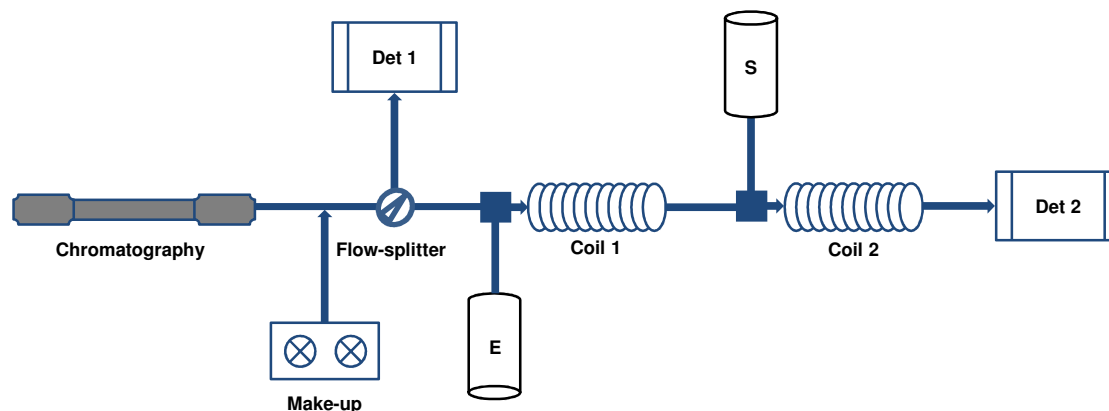 Det 1
S
Det 2
Chromatography
Flow-splitter
Coil 1
Coil 2
E
Make-up